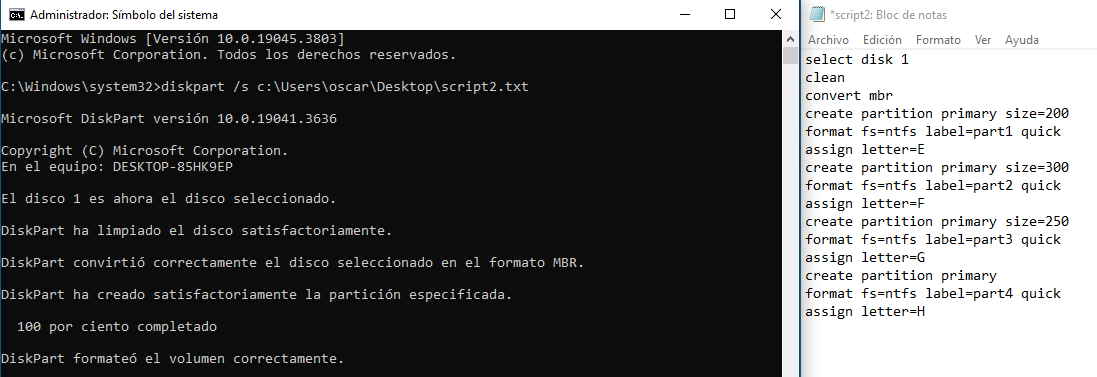 Administrador: Símbolo del sistema
Microsoft Windows [Versión 10.0.19045.3803]
(c) Microsoft Corporation. Todos los derechos reservados.
C:\Windows\system32>diskpart /s c:\Users\oscar\Desktop\script2.txt
Microsoft DiskPart versión 10.0.19041.3636
Copyright (C) Microsoft Corporation.
En el equipo: DESKTOP-85HK9EP
El disco 1 es ahora el disco seleccionado.
DiskPart ha limpiado el disco satisfactoriamente.
DiskPart convirtió correctamente el disco seleccionado en el formato MBR.
DiskPart ha creado satisfactoriamente la partición especificada.
100 por ciento completado
DiskPart formateó el volumen correctamente.
*script2: Bloc de notas
Archivo Edición Formato Ver Ayuda
select disk 1
clean
convert mbr
create partition primary size=200
format fs=ntfs label=part1 quick
assign letter=E
create partition primary size=300
format fs=ntfs label=part2 quick
assign letter=F
create partition primary size=250
format fs=ntfs label=part3 quick
assign letter=G
create partition primary
format fs=ntfs label=part4 quick
assign letter=H